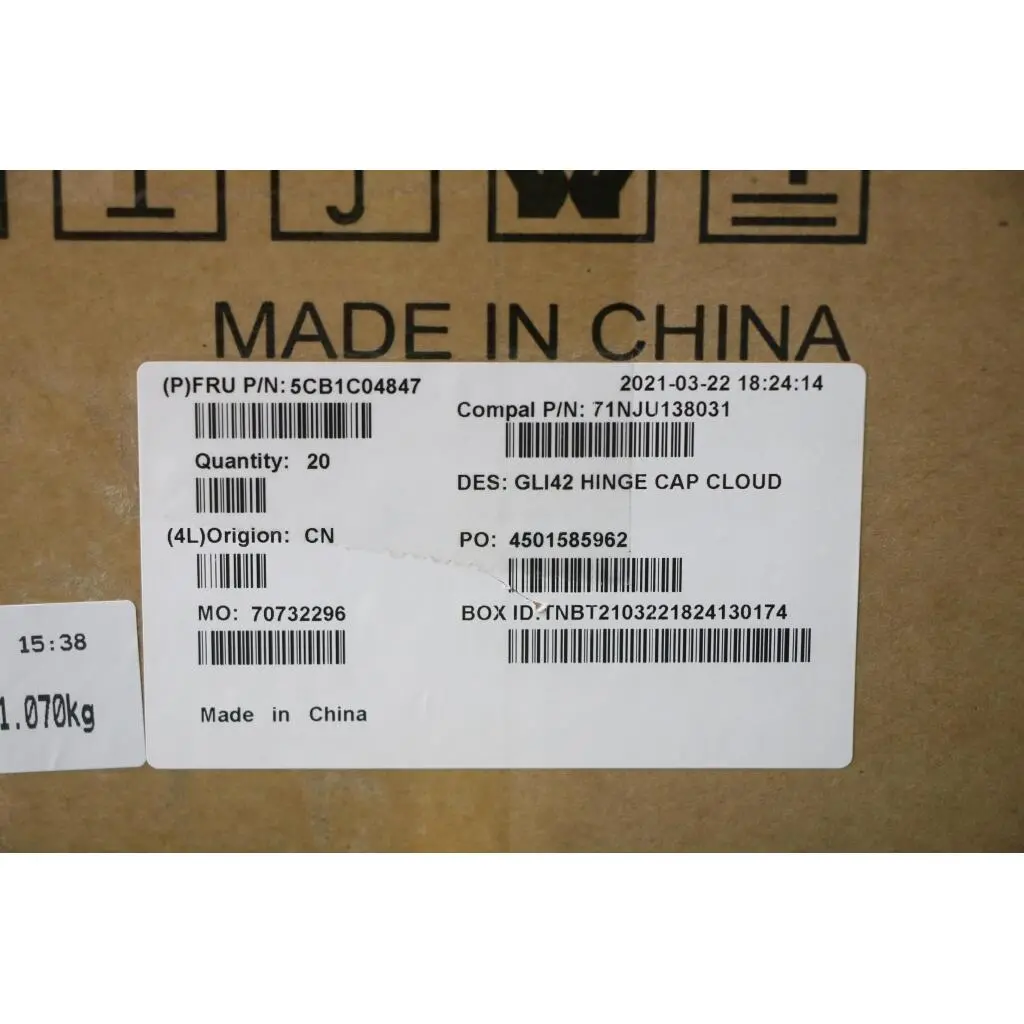 MADE IN CHINA
(P)FRU P/N: 5CB1C04847
2021-03-22 18:24:14
Compal P/N: 71NJU138031
Quantity: 20
DES: GLI42 HINGE CAP CLOUD
(4L)Origion: CN
PO: 4501585962
MO: 70732296
BOX ID:TNBT2103221824130174
Made in China
15:38
1.070kg